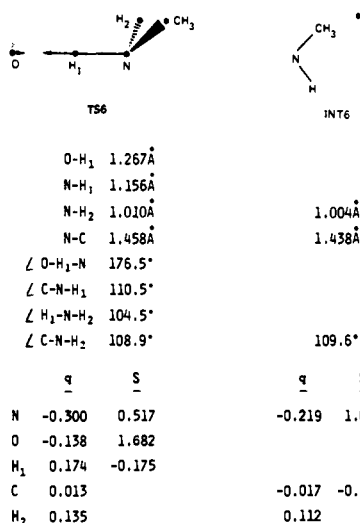 H₂ CH₃ •
O H₁ N
CH₃
N
H
TS6 INT6
O-H₁ 1.267Å
N-H₁ 1.156Å
N-H₂ 1.010Å 1.004Å
N-C 1.458Å 1.438Å
∠ O-H₁-N 176.5°
∠ C-N-H₁ 110.5°
∠ H₁-N-H₂ 104.5°
∠ C-N-H₂ 108.9° 109.6°
q S q
N -0.300 0.517 -0.219
O -0.138 1.682
H₁ 0.174 -0.175
C 0.013 -0.017
H₂ 0.135 0.112